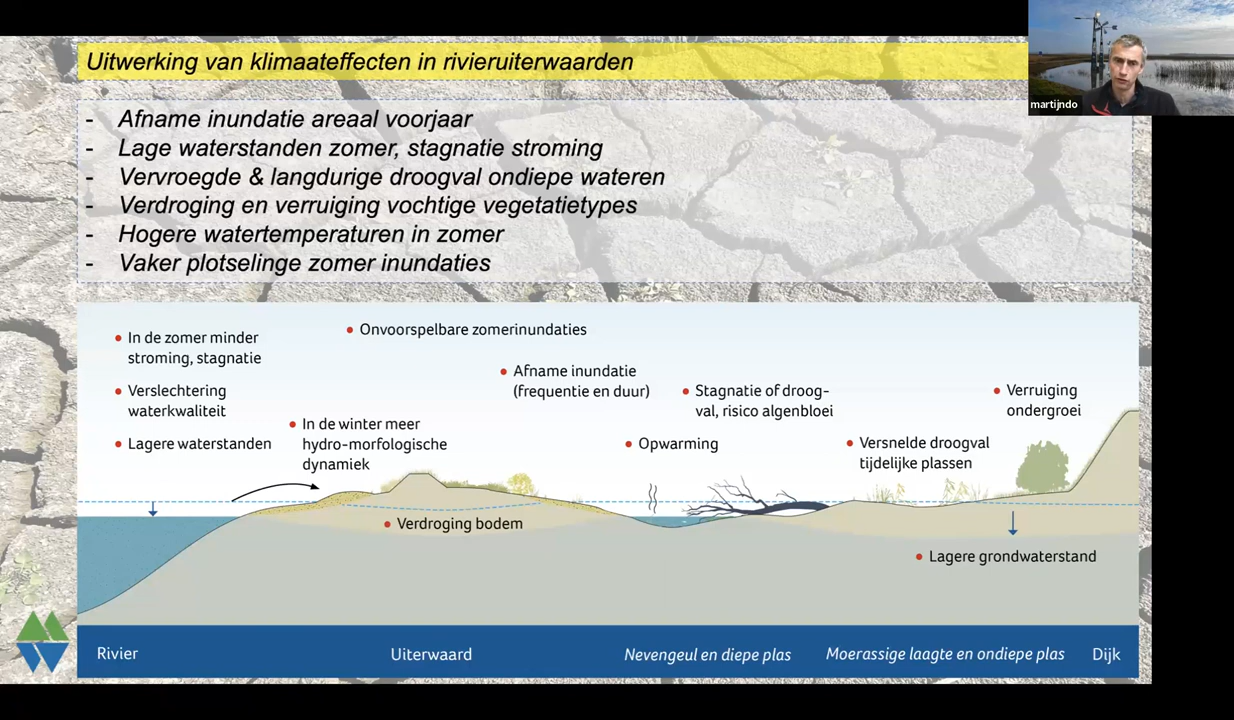 Uitwerking van klimaateffecten in rivieruiterwaarden
martijndo
- Afname inundatie areaal voorjaar
- Lage waterstanden zomer, stagnatie stroming
- Vervroegde & langdurige droogval ondiepe wateren
- Verdroging en verruiging vochtige vegetatietypes
- Hogere watertemperaturen in zomer
- Vaker plotselinge zomer inundaties
• In de zomer minder
stroming, stagnatie
• Verslechtering
waterkwaliteit
• Lagere waterstanden
• Onvoorspelbare zomerinundaties
• In de winter meer
hydro-morfologische
dynamiek
• Afname inundatie
(frequentie en duur)
• Stagnatie of droog-
val, risico algenbloei
• Opwarming
• Verruiging
ondergroei
• Versnelde droogval
tijdelijke plassen
• Verdroging bodem
• Lagere grondwaterstand
Rivier
Uiterwaard
Nevengeul en diepe plas
Moerassige laagte en ondiepe plas
Dijk